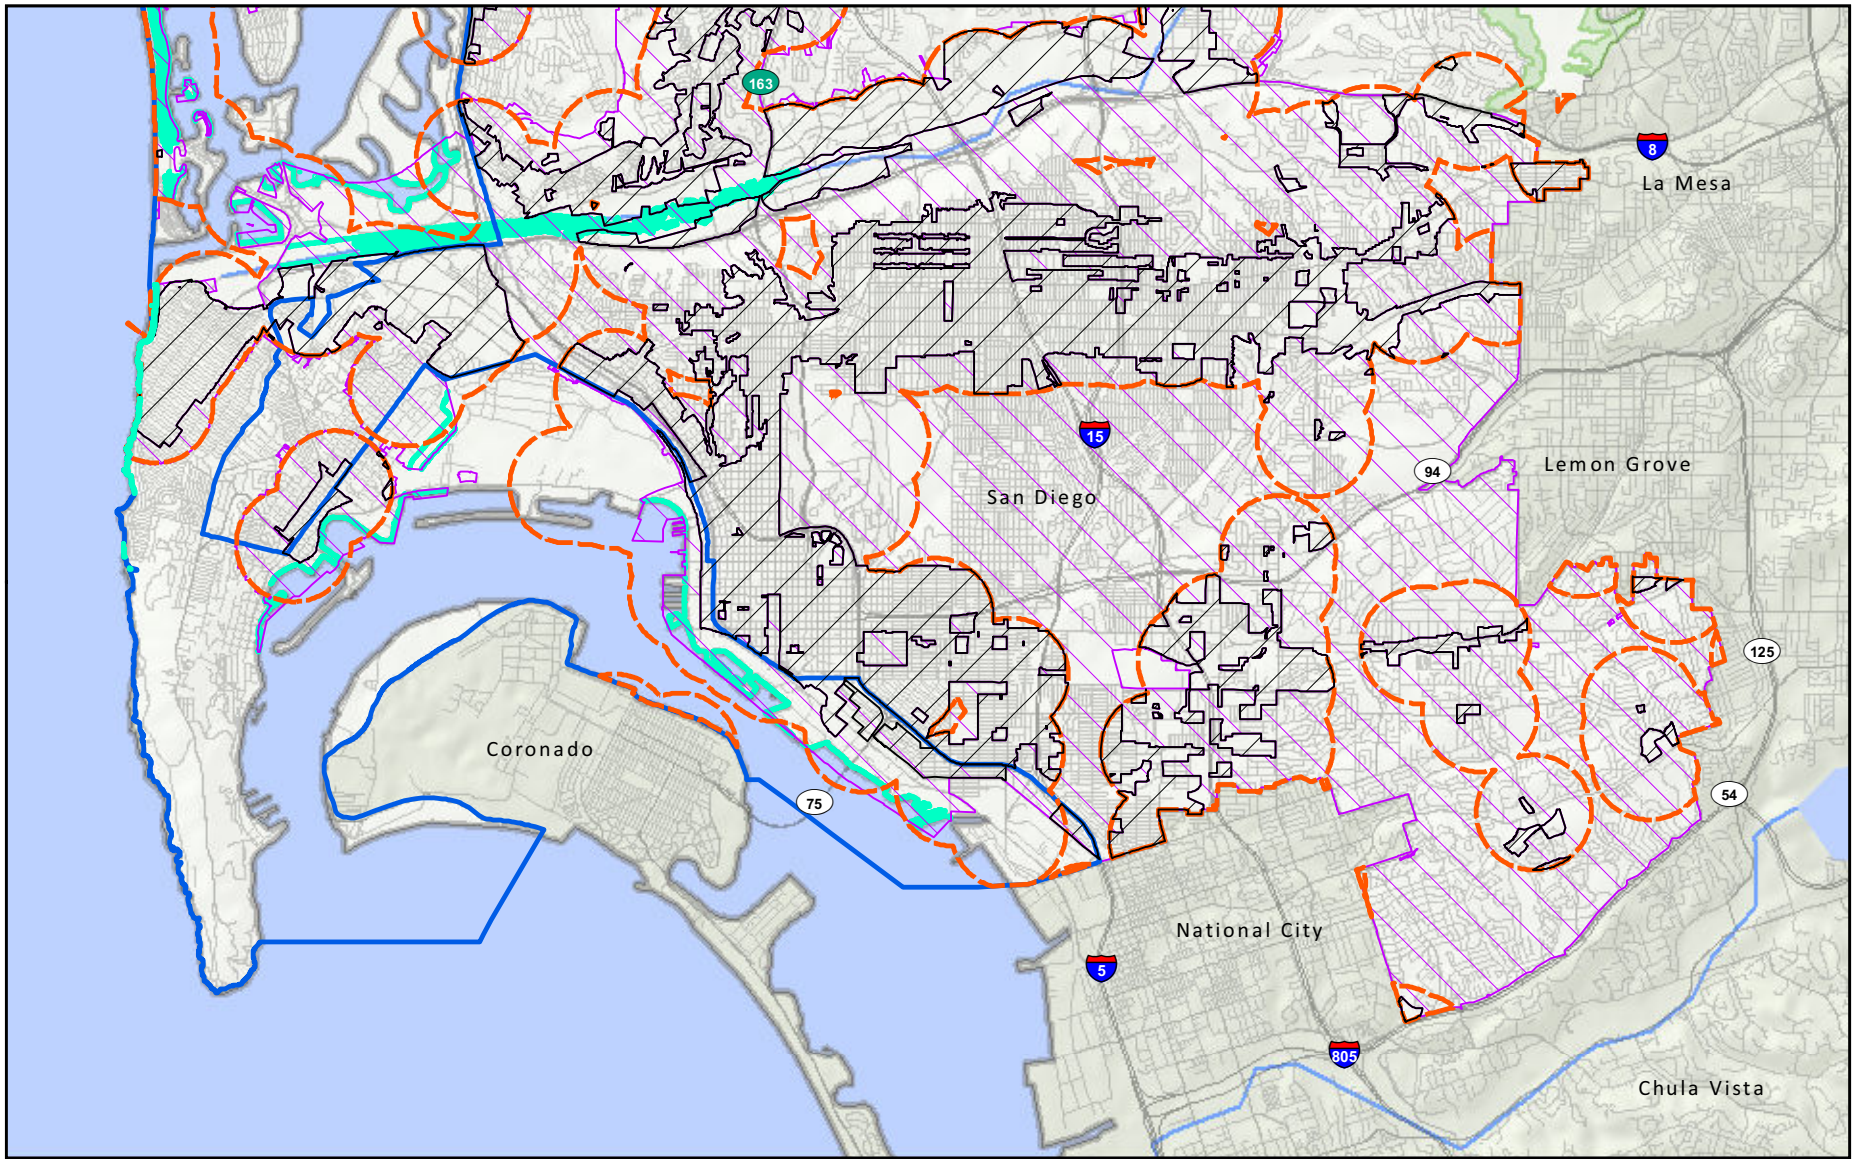 163
8
La Mesa
15
94
Lemon Grove
San Diego
125
Coronado
75
54
National City
5
805
Chula Vista